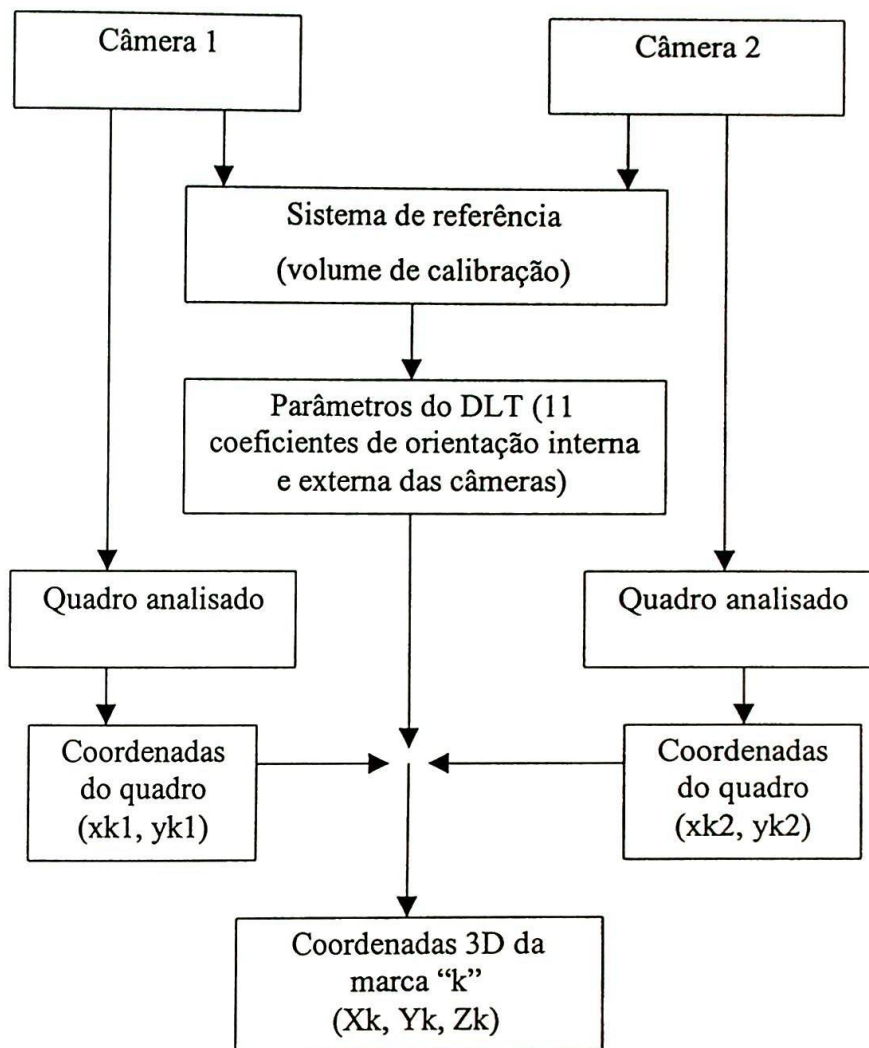 Câmera 1
Câmera 2
Sistema de referência
(volume de calibração)
Parâmetros do DLT (11
coeficientes de orientação interna
e externa das câmeras)
Quadro analisado
Quadro analisado
Coordenadas
do quadro
(xk1, yk1)
Coordenadas
do quadro
(xk2, yk2)
Coordenadas 3D da
marca “k”
(Xk, Yk, Zk)